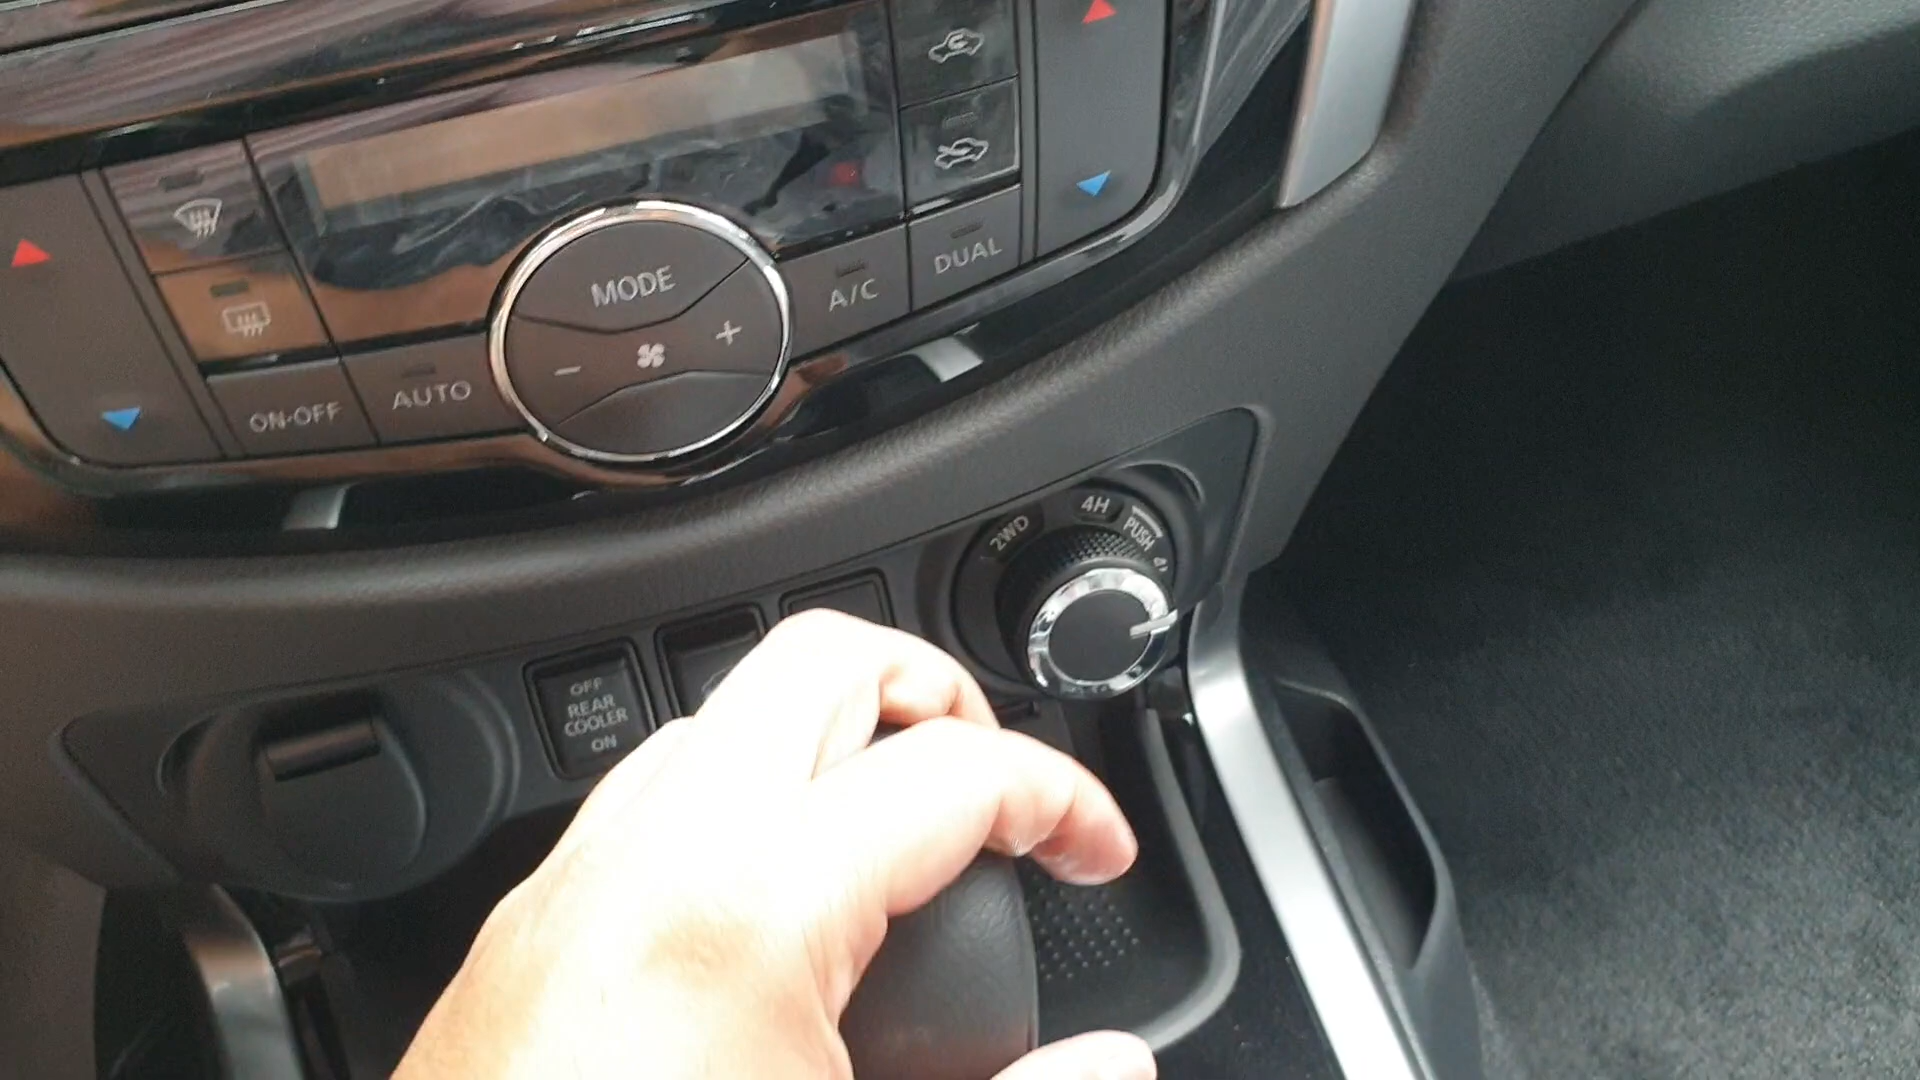 MODE
- +
A/C
DUAL
AUTO
ON•OFF
2WD
4H
PUSH
OFF
REAR
COOLER
ON